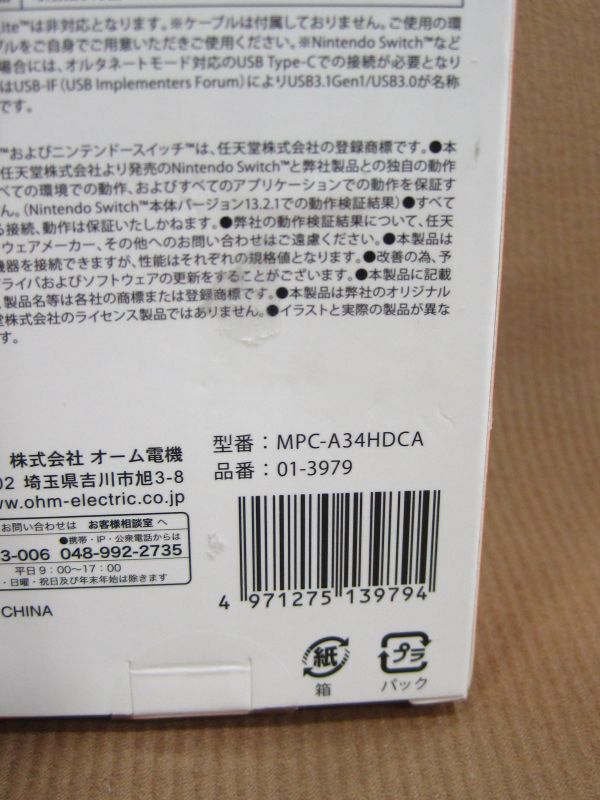 Lite™は非対応となります。※ケーブルは付属しておりません。ご使用の環
ブルをご自身でご用意いただきご使用ください。※Nintendo Switch™など
場合には、オルタネートモード対応のUSB Type-Cでの接続が必要となり
はUSB-IF（USB Implementers Forum）によりUSB3.1Gen1/USB3.0が名称
です。
™およびニンテンドースイッチ™は、任天堂株式会社の登録商標です。●本
任天堂株式会社より発売のNintendo Switch™と弊社製品との独自の動作
べての環境での動作、およびすべてのアプリケーションでの動作を保証す
ん。（Nintendo Switch™本体バージョン13.2.1での動作検証結果）●すべて
る接続、動作は保証いたしかねます。●弊社の動作検証結果について、任天
ウェアメーカー、その他へのお問い合わせはご遠慮ください。●本製品は
機器を接続できますが、性能はそれぞれの規格値となります。●改善の為、予
ライバおよびソフトウェアの更新をすることがございます。●本製品に記載
、製品名等は各社の商標または登録商標です。●本製品は弊社のオリジナル
堂株式会社のライセンス製品ではありません。●イラストと実際の製品が異な
す。
型番：MPC-A34HDCA
品番：01-3979
株式会社 オーム電機
02 埼玉県吉川市旭3-8
www.ohm-electric.co.jp
お問い合わせは お客様相談室 へ
●携帯・IP・公衆電話からは
3-006 048-992-2735
平日 9：00〜17：00
・日曜・祝日及び年末年始は除きます
CHINA
4 971275 139794
紙
箱
プラ
パック